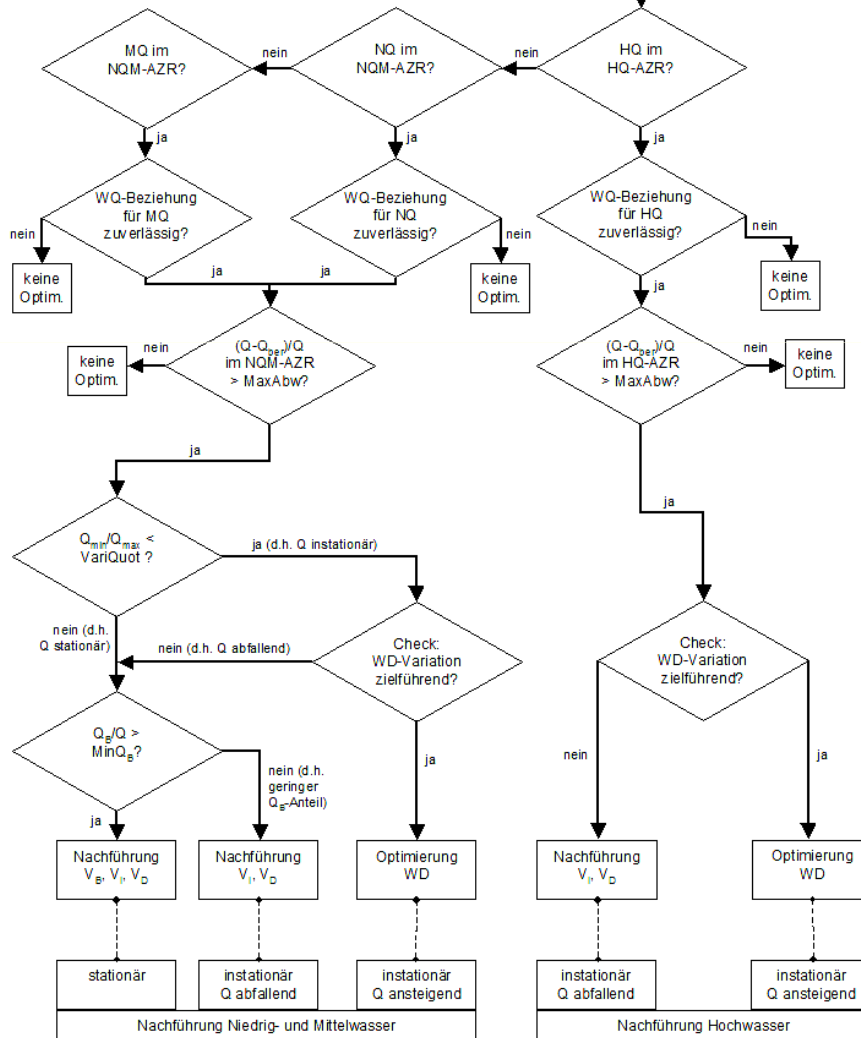 MQ im
NQM-AZR?
nein
NQ im
NQM-AZR?
nein
HQ im
HQ-AZR?
ja
ja
ja
WQ-Beziehung
für MQ
zuverlässig?
WQ-Beziehung
für NQ
zuverlässig?
WQ-Beziehung
für HQ
zuverlässig?
nein
nein
nein
keine
Optim.
ja
ja
keine
Optim.
ja
keine
Optim.
nein
(Q-Qber)/Q
im NQM-AZR
> MaxAbw?
keine
Optim.
(Q-Qber)/Q
im HQ-AZR
> MaxAbw?
nein
keine
Optim.
ja
ja
Qmin/Qmax <
VariQuot ?
ja (d.h. Q instationär)
nein (d.h.
Q stationär)
nein (d.h. Q abfallend)
Check:
WD-Variation
zielführend?
Check:
WD-Variation
zielführend?
QB/Q >
MinQB?
nein (d.h.
geringer
QB-Anteil)
ja
ja
nein
ja
Nachführung
VB, VI, VD
Nachführung
VI, VD
Optimierung
WD
Nachführung
VI, VD
Optimierung
WD
stationär
instationär
Q abfallend
instationär
Q ansteigend
instationär
Q abfallend
instationär
Q ansteigend
Nachführung Niedrig- und Mittelwasser
Nachführung Hochwasser